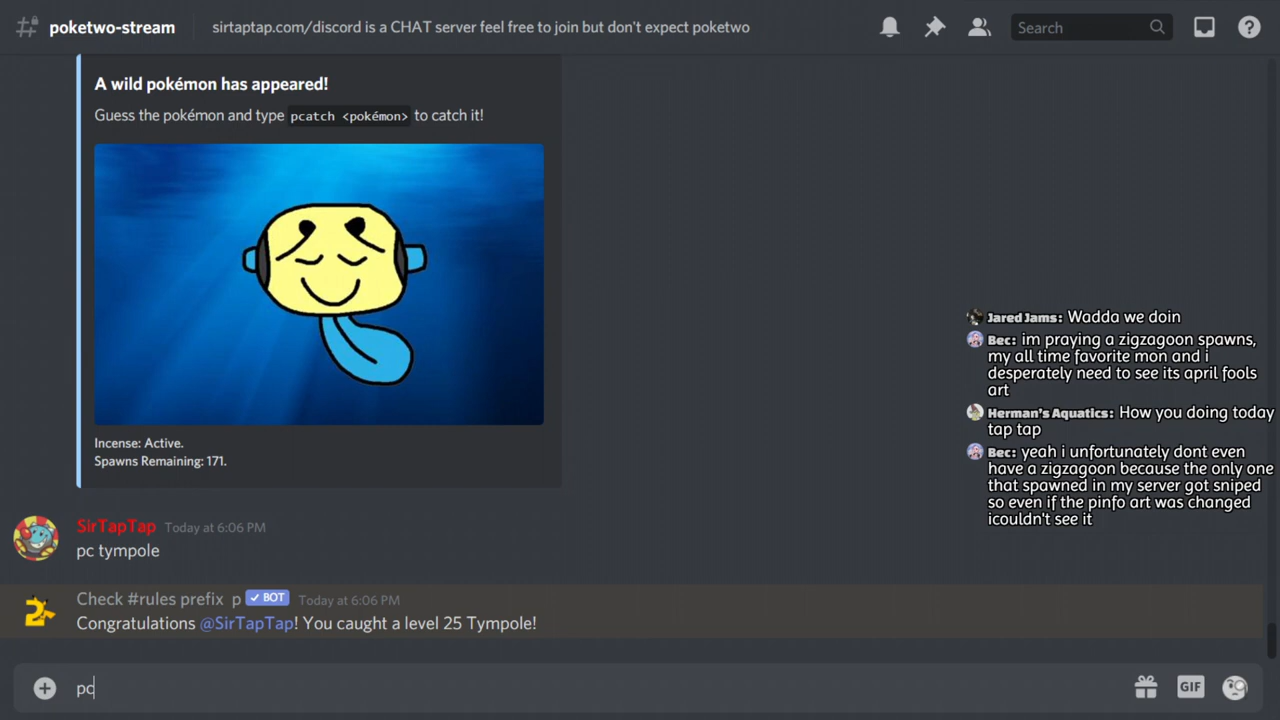 poketwo-stream
sirtaptap.com/discord is a CHAT server feel free to join but don't expect poketwo
Search
A wild pokémon has appeared!
Guess the pokémon and type pcatch <pokémon> to catch it!
Incense: Active.
Spawns Remaining: 171.
Jared Jams: Wadda we doin
Bec: im praying a zigzagoon spawns,
my all time favorite mon and i
desperately need to see its april fools
art
Herman's Aquatics: How you doing today
tap tap
Bec: yeah i unfortunately dont even
have a zigzagoon because the only one
that spawned in my server got sniped
so even if the pinfo art was changed
icouldn't see it
SirTapTap Today at 6:06 PM
pc tympole
Check #rules prefix p BOT Today at 6:06 PM
Congratulations @SirTapTap! You caught a level 25 Tympole!
pc
GIF